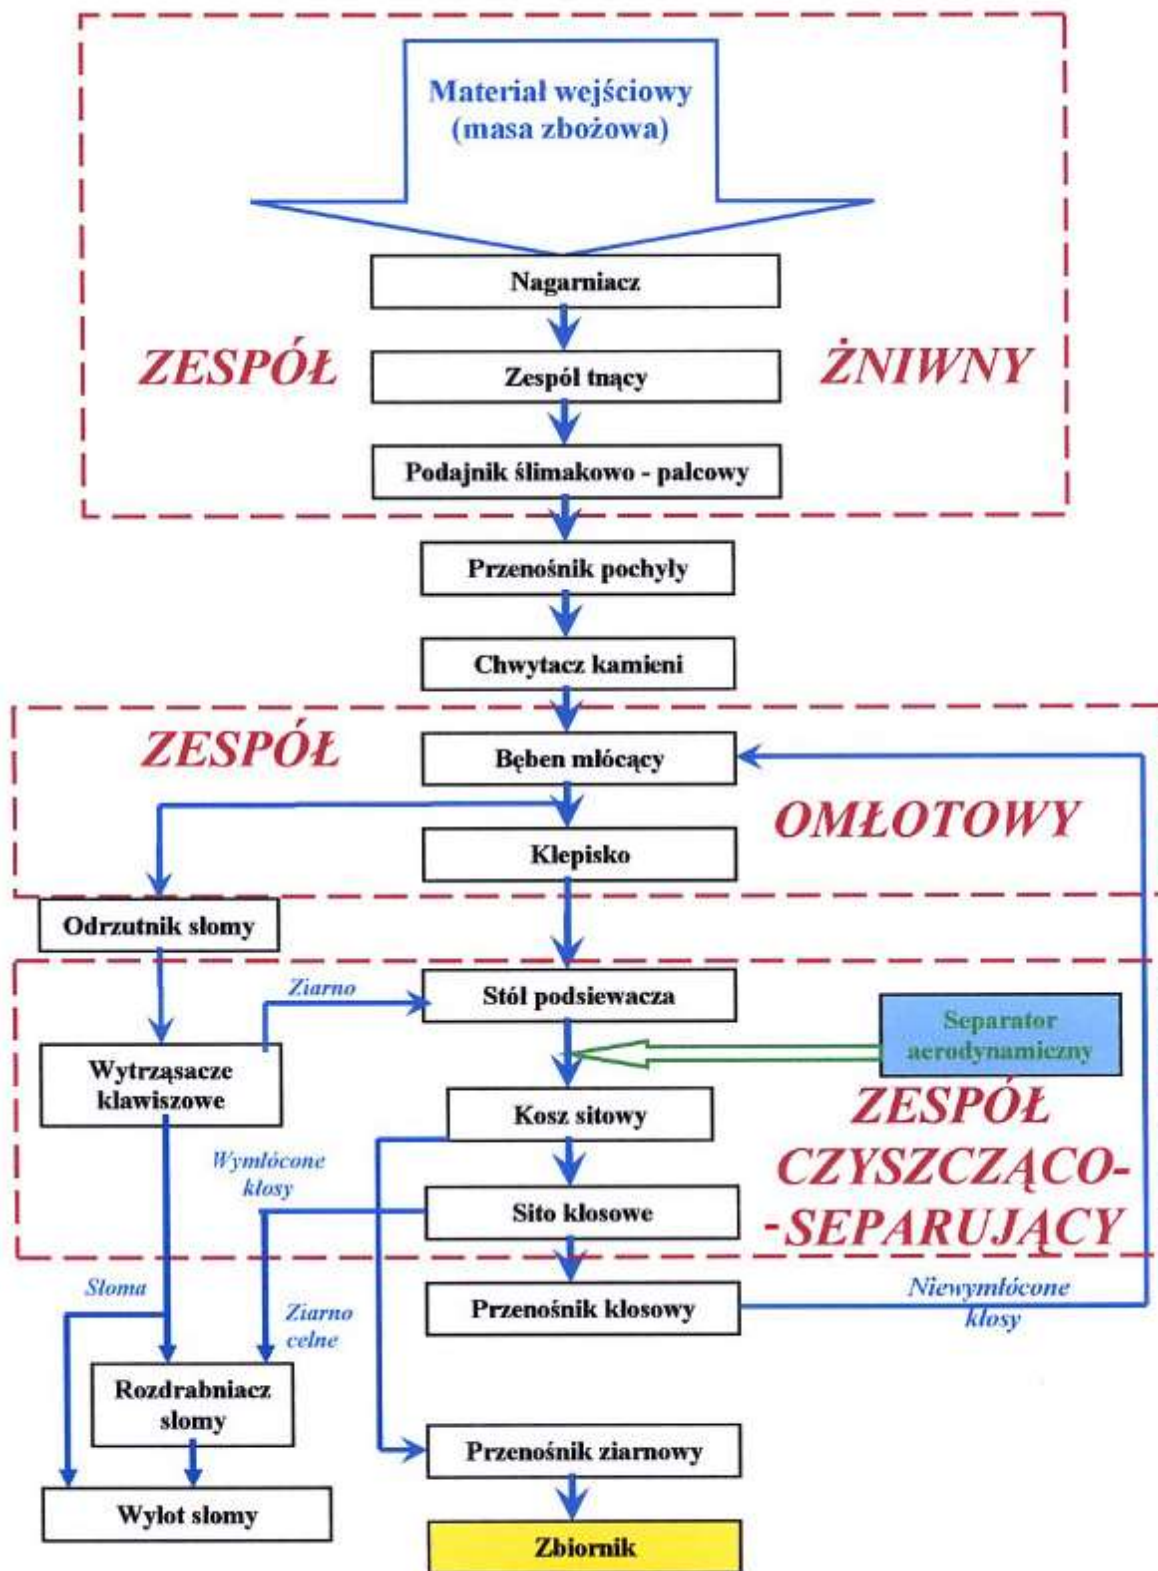 Materiał wejściowy
(masa zbożowa)
Nagarniacz
ZESPÓŁ
ŻNIWNY
Zespół tnący
Podajnik ślimakowo - palcowy
Przenośnik pochyły
Chwytacz kamieni
ZESPÓŁ
Bęben młócący
OMŁOTOWY
Klepisko
Odrzutnik słomy
Ziarno
Stół podsiewacza
Separator
aerodynamiczny
Wytrząsacze
klawiszowe
Kosz sitowy
ZESPÓŁ
CZYSZCZĄCO-
-SEPARUJĄCY
Wymłócone
kłosy
Sito kłosowe
Słoma
Przenośnik kłosowy
Niewymłócone
kłosy
Ziarno
celne
Rozdrabniacz
słomy
Przenośnik ziarnowy
Wylot słomy
Zbiornik